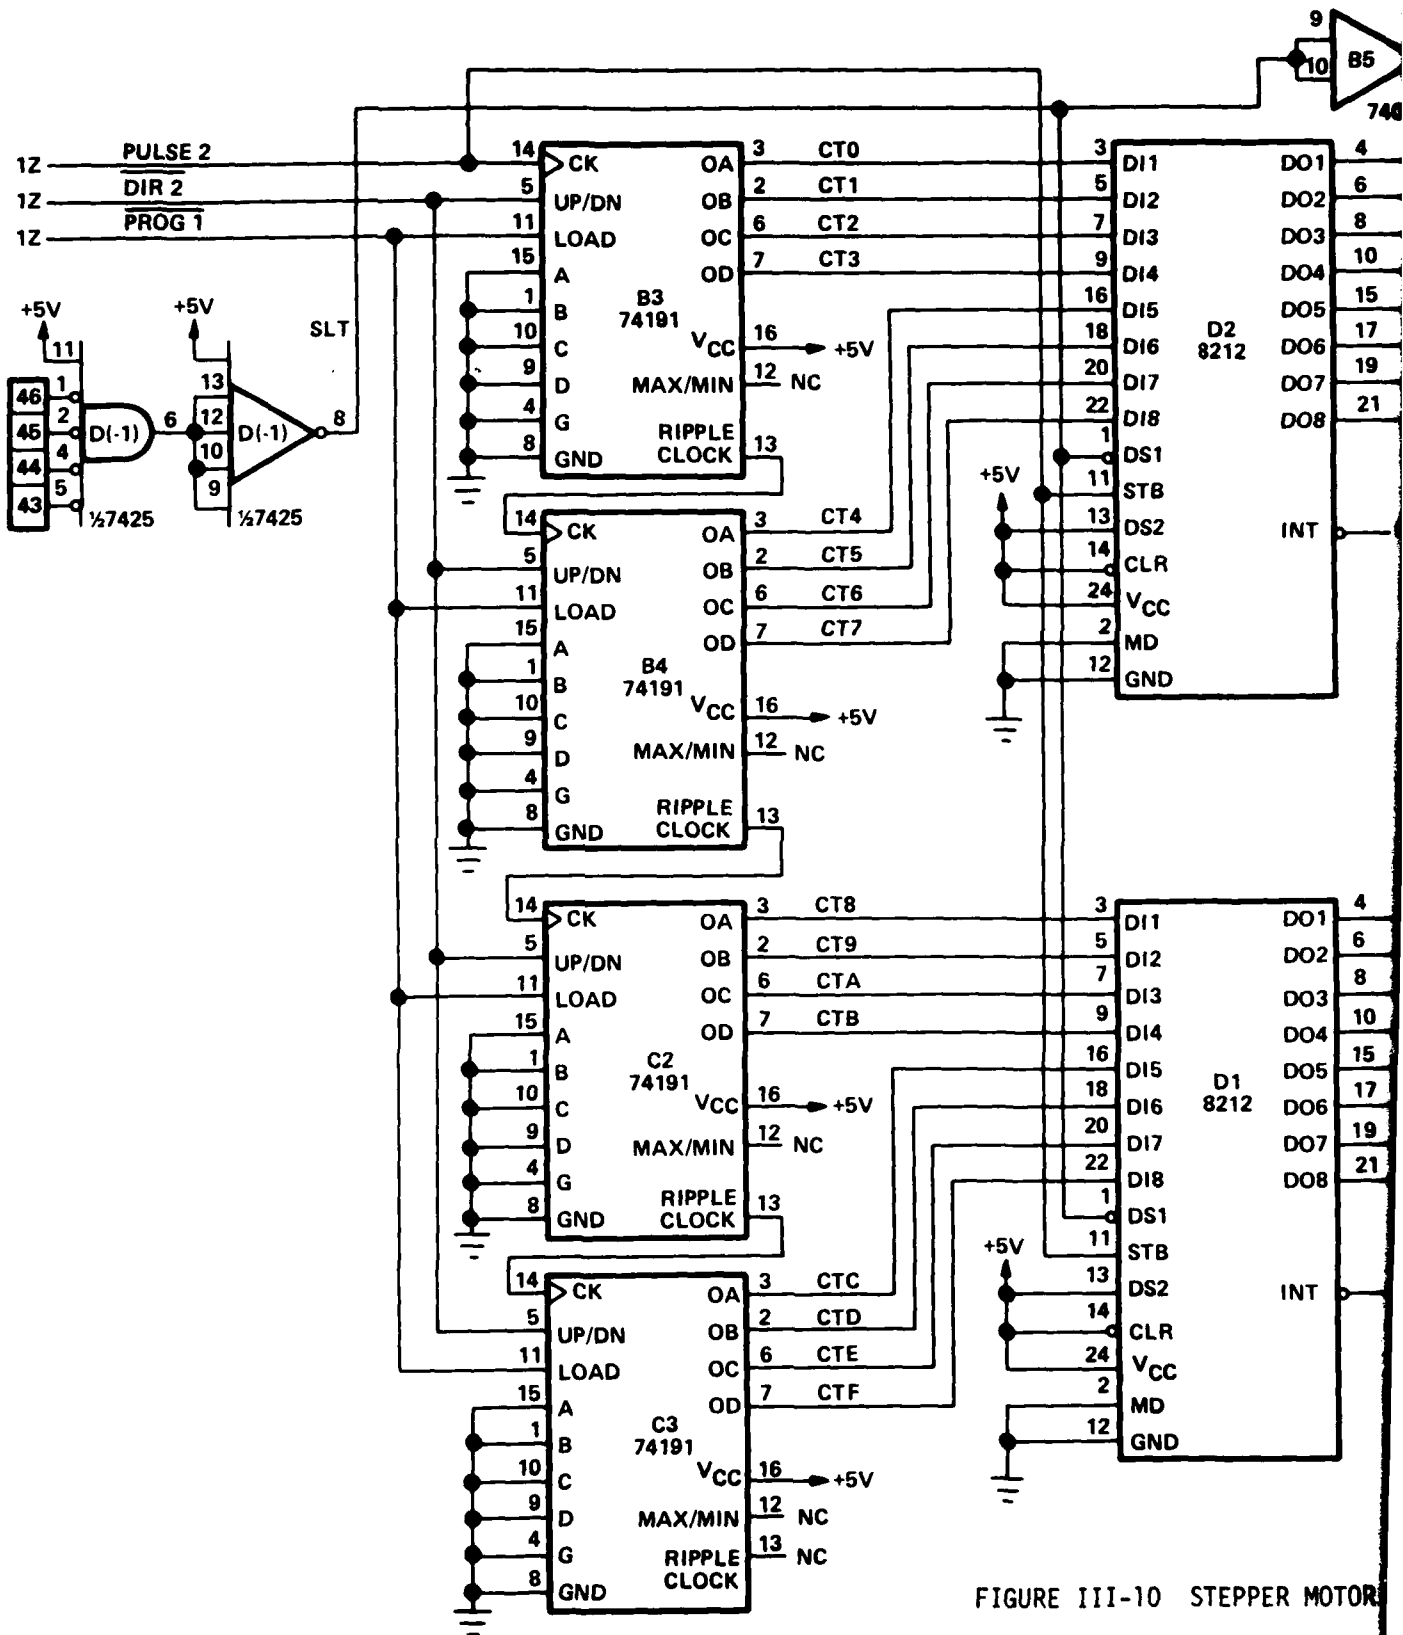 9
10
B5
740
1Z PULSE 2
1Z DIR 2
1Z PROG 1
14 CK
5 UP/DN
11 LOAD
15 A
1 B
10 C
9 D
4 G
8 GND
B3
74191
OA 3 CT0
OB 2 CT1
OC 6 CT2
OD 7 CT3
VCC 16 +5V
MAX/MIN 12 NC
RIPPLE
CLOCK 13
3 DI1
5 DI2
7 DI3
9 DI4
16 DI5
18 DI6
20 DI7
22 DI8
1 DS1
11 STB
13 DS2
14 CLR
24 VCC
2 MD
12 GND
+5V
D2
8212
DO1 4
DO2 6
DO3 8
DO4 10
DO5 15
DO6 17
DO7 19
DO8 21
INT
+5V
11
46 1
45 2
44 4
43 5
D(-1)
6
½7425
+5V
13
12
10
9
D(-1)
8
½7425
SLT
14 CK
5 UP/DN
11 LOAD
15 A
1 B
10 C
9 D
4 G
8 GND
B4
74191
OA 3 CT4
OB 2 CT5
OC 6 CT6
OD 7 CT7
VCC 16 +5V
MAX/MIN 12 NC
RIPPLE
CLOCK 13
14 CK
5 UP/DN
11 LOAD
15 A
1 B
10 C
9 D
4 G
8 GND
C2
74191
OA 3 CT8
OB 2 CT9
OC 6 CTA
OD 7 CTB
VCC 16 +5V
MAX/MIN 12 NC
RIPPLE
CLOCK 13
3 DI1
5 DI2
7 DI3
9 DI4
16 DI5
18 DI6
20 DI7
22 DI8
1 DS1
11 STB
13 DS2
14 CLR
24 VCC
2 MD
12 GND
+5V
D1
8212
DO1 4
DO2 6
DO3 8
DO4 10
DO5 15
DO6 17
DO7 19
DO8 21
INT
14 CK
5 UP/DN
11 LOAD
15 A
1 B
10 C
9 D
4 G
8 GND
C3
74191
OA 3 CTC
OB 2 CTD
OC 6 CTE
OD 7 CTF
VCC 16 +5V
MAX/MIN 12 NC
RIPPLE 13 NC
CLOCK
FIGURE III-10 STEPPER MOTOR